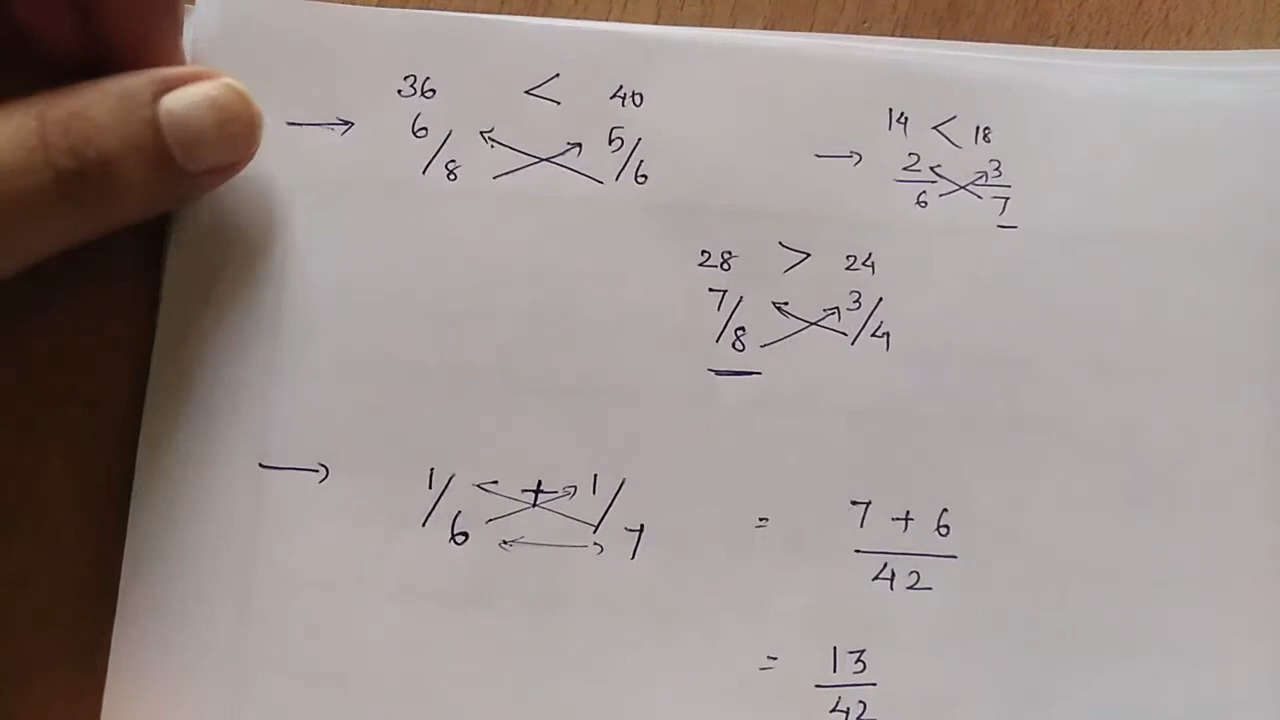 → 36 < 40
6/8 5/6
→ 14 < 18
2/6 3/7
28 > 24
7/8 3/4
→ 1/6 + 1/7 = 7 + 6
42
= 13
42